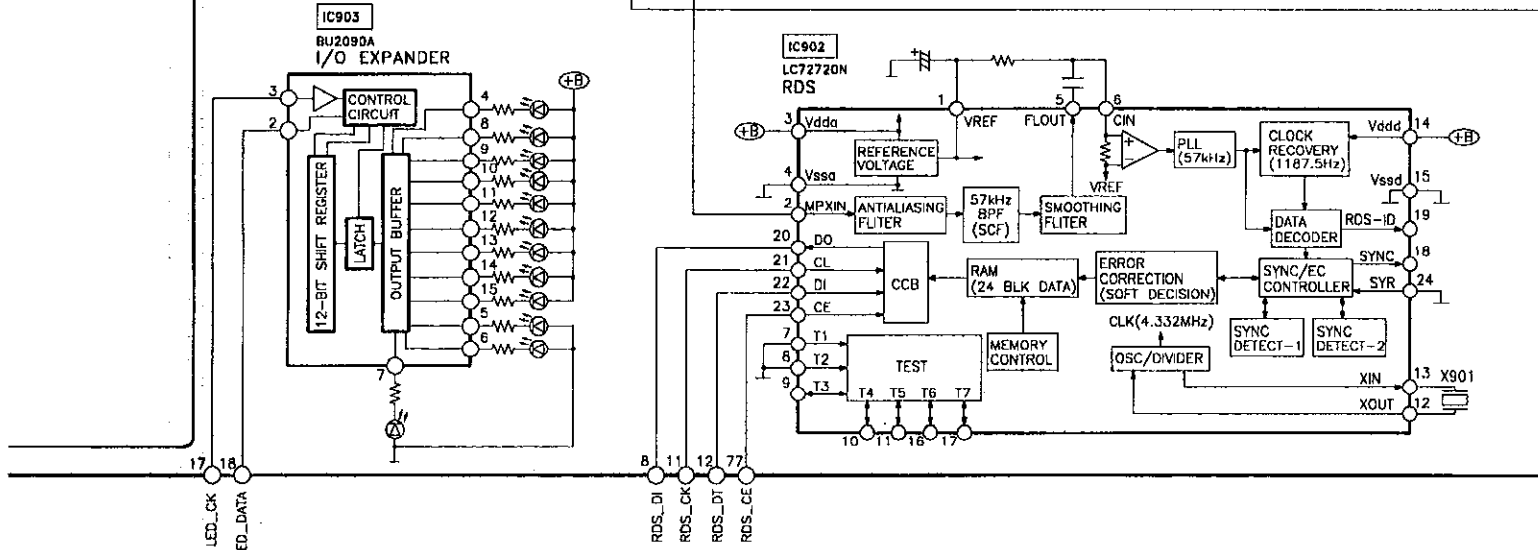 IC903
BU2090A
I/O EXPANDER
+B
3
2
CONTROL
CIRCUIT
12-BIT SHIFT REGISTER
LATCH
OUTPUT BUFFER
4
8
9
10
11
12
13
14
15
5
6
7
17
18
LED_CK
ED_DATA
IC902
LC72720N
RDS
+
1
VREF
5
FLOUT
6
CIN
+B
3
Vdda
REFERENCE
VOLTAGE
4
Vssa
2
MPXIN
ANTIALIASING
FLITER
57kHz
BPF
(SCF)
SMOOTHING
FLITER
+
−
VREF
PLL
(57kHz)
CLOCK
RECOVERY
(1187.5Hz)
Vddd
14
+B
Vssd
15
DATA
DECODER
RDS-ID
19
20
DO
21
CL
22
DI
23
CE
CCB
RAM
(24 BLK DATA)
ERROR
CORRECTION
(SOFT DECISION)
SYNC/EC
CONTROLLER
SYNC
18
SYR
24
CLK(4.332MHz)
SYNC
DETECT-1
SYNC
DETECT-2
MEMORY
CONTROL
OSC/DIVIDER
7
T1
8
T2
9
T3
TEST
T4
T5
T6
T7
10
11
16
17
XIN
13
X901
XOUT
12
8
11
12
77
RDS_DI
RDS_CK
RDS_DT
RDS_CE